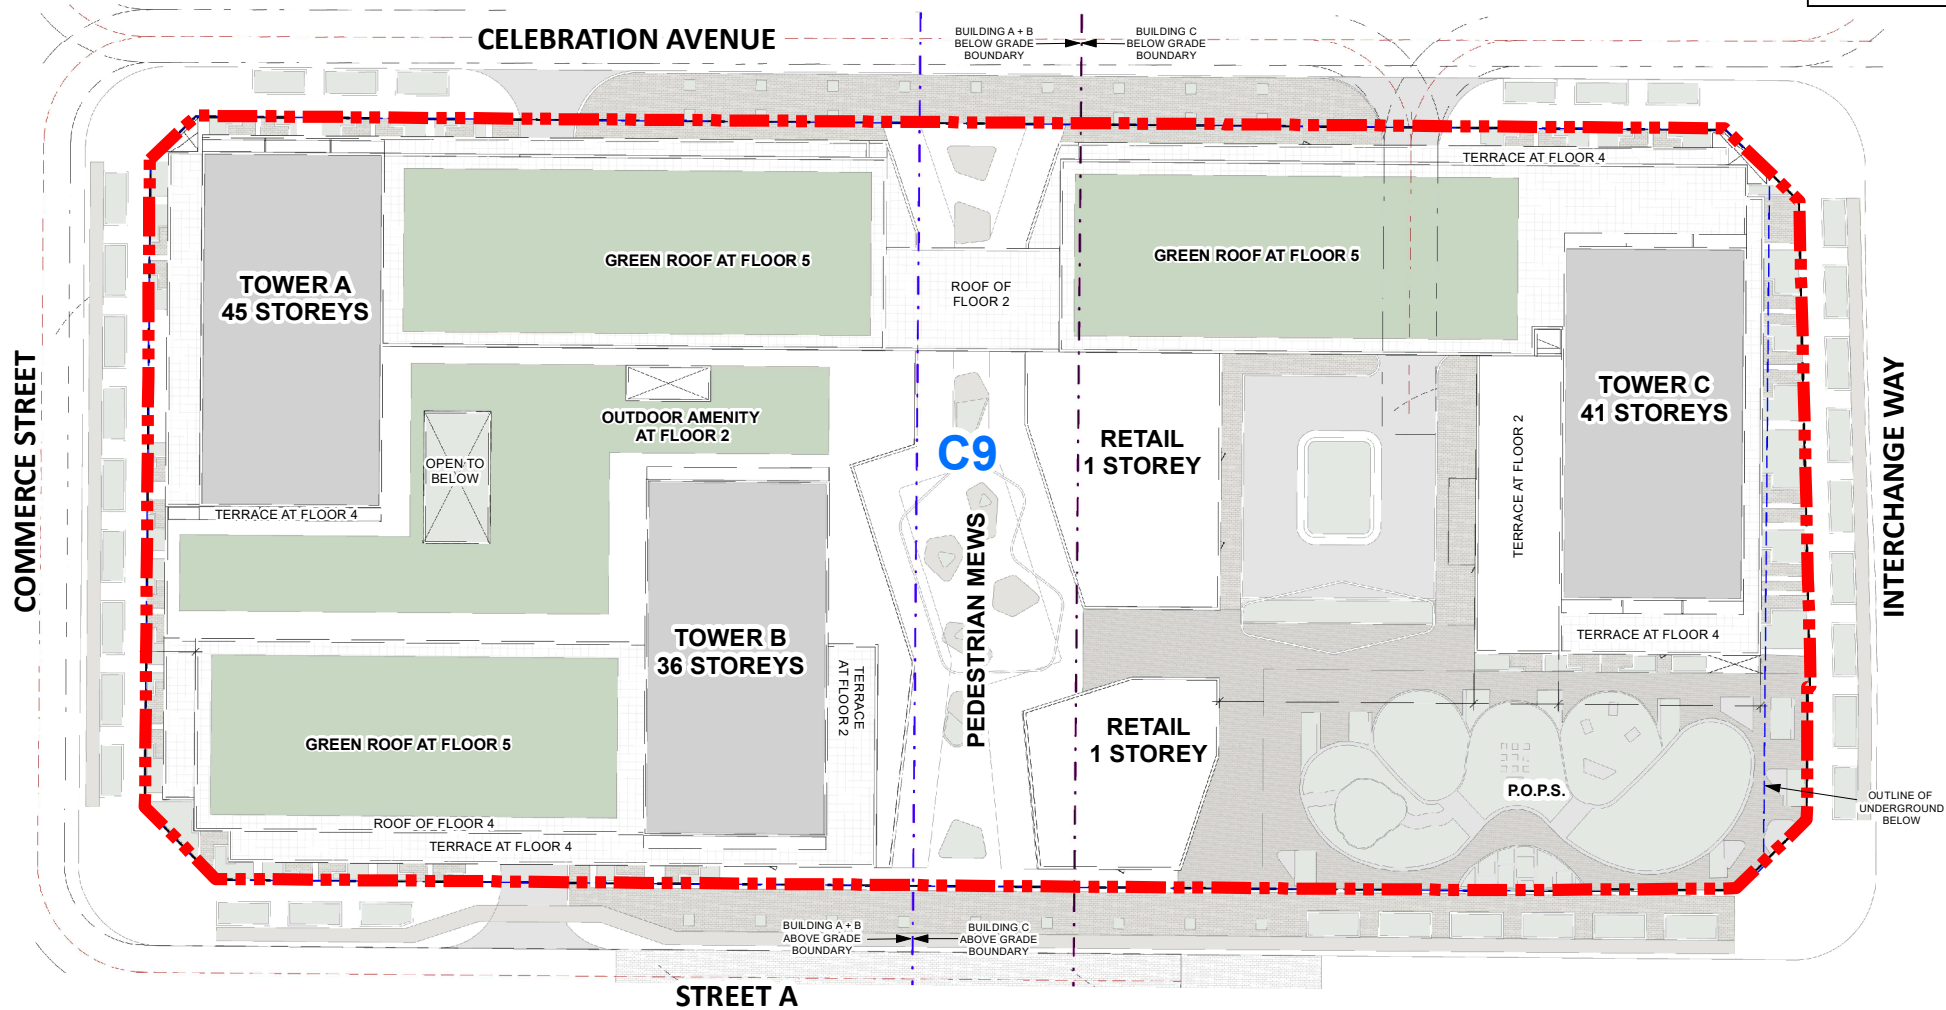 CELEBRATION AVENUE
BUILDING A + B
BELOW GRADE
BOUNDARY
BUILDING C
BELOW GRADE
BOUNDARY
TERRACE AT FLOOR 4
TOWER A
45 STOREYS
GREEN ROOF AT FLOOR 5
ROOF OF
FLOOR 2
GREEN ROOF AT FLOOR 5
TOWER C
41 STOREYS
COMMERCE STREET
INTERCHANGE WAY
OUTDOOR AMENITY
AT FLOOR 2
OPEN TO
BELOW
C9
RETAIL
1 STOREY
TERRACE AT FLOOR 2
TERRACE AT FLOOR 4
PEDESTRIAN MEWS
TOWER B
36 STOREYS
TERRACE
AT FLOOR 2
TERRACE AT FLOOR 4
GREEN ROOF AT FLOOR 5
RETAIL
1 STOREY
P.O.P.S.
OUTLINE OF
UNDERGROUND
BELOW
ROOF OF FLOOR 4
TERRACE AT FLOOR 4
BUILDING A + B
ABOVE GRADE
BOUNDARY
BUILDING C
ABOVE GRADE
BOUNDARY
STREET A